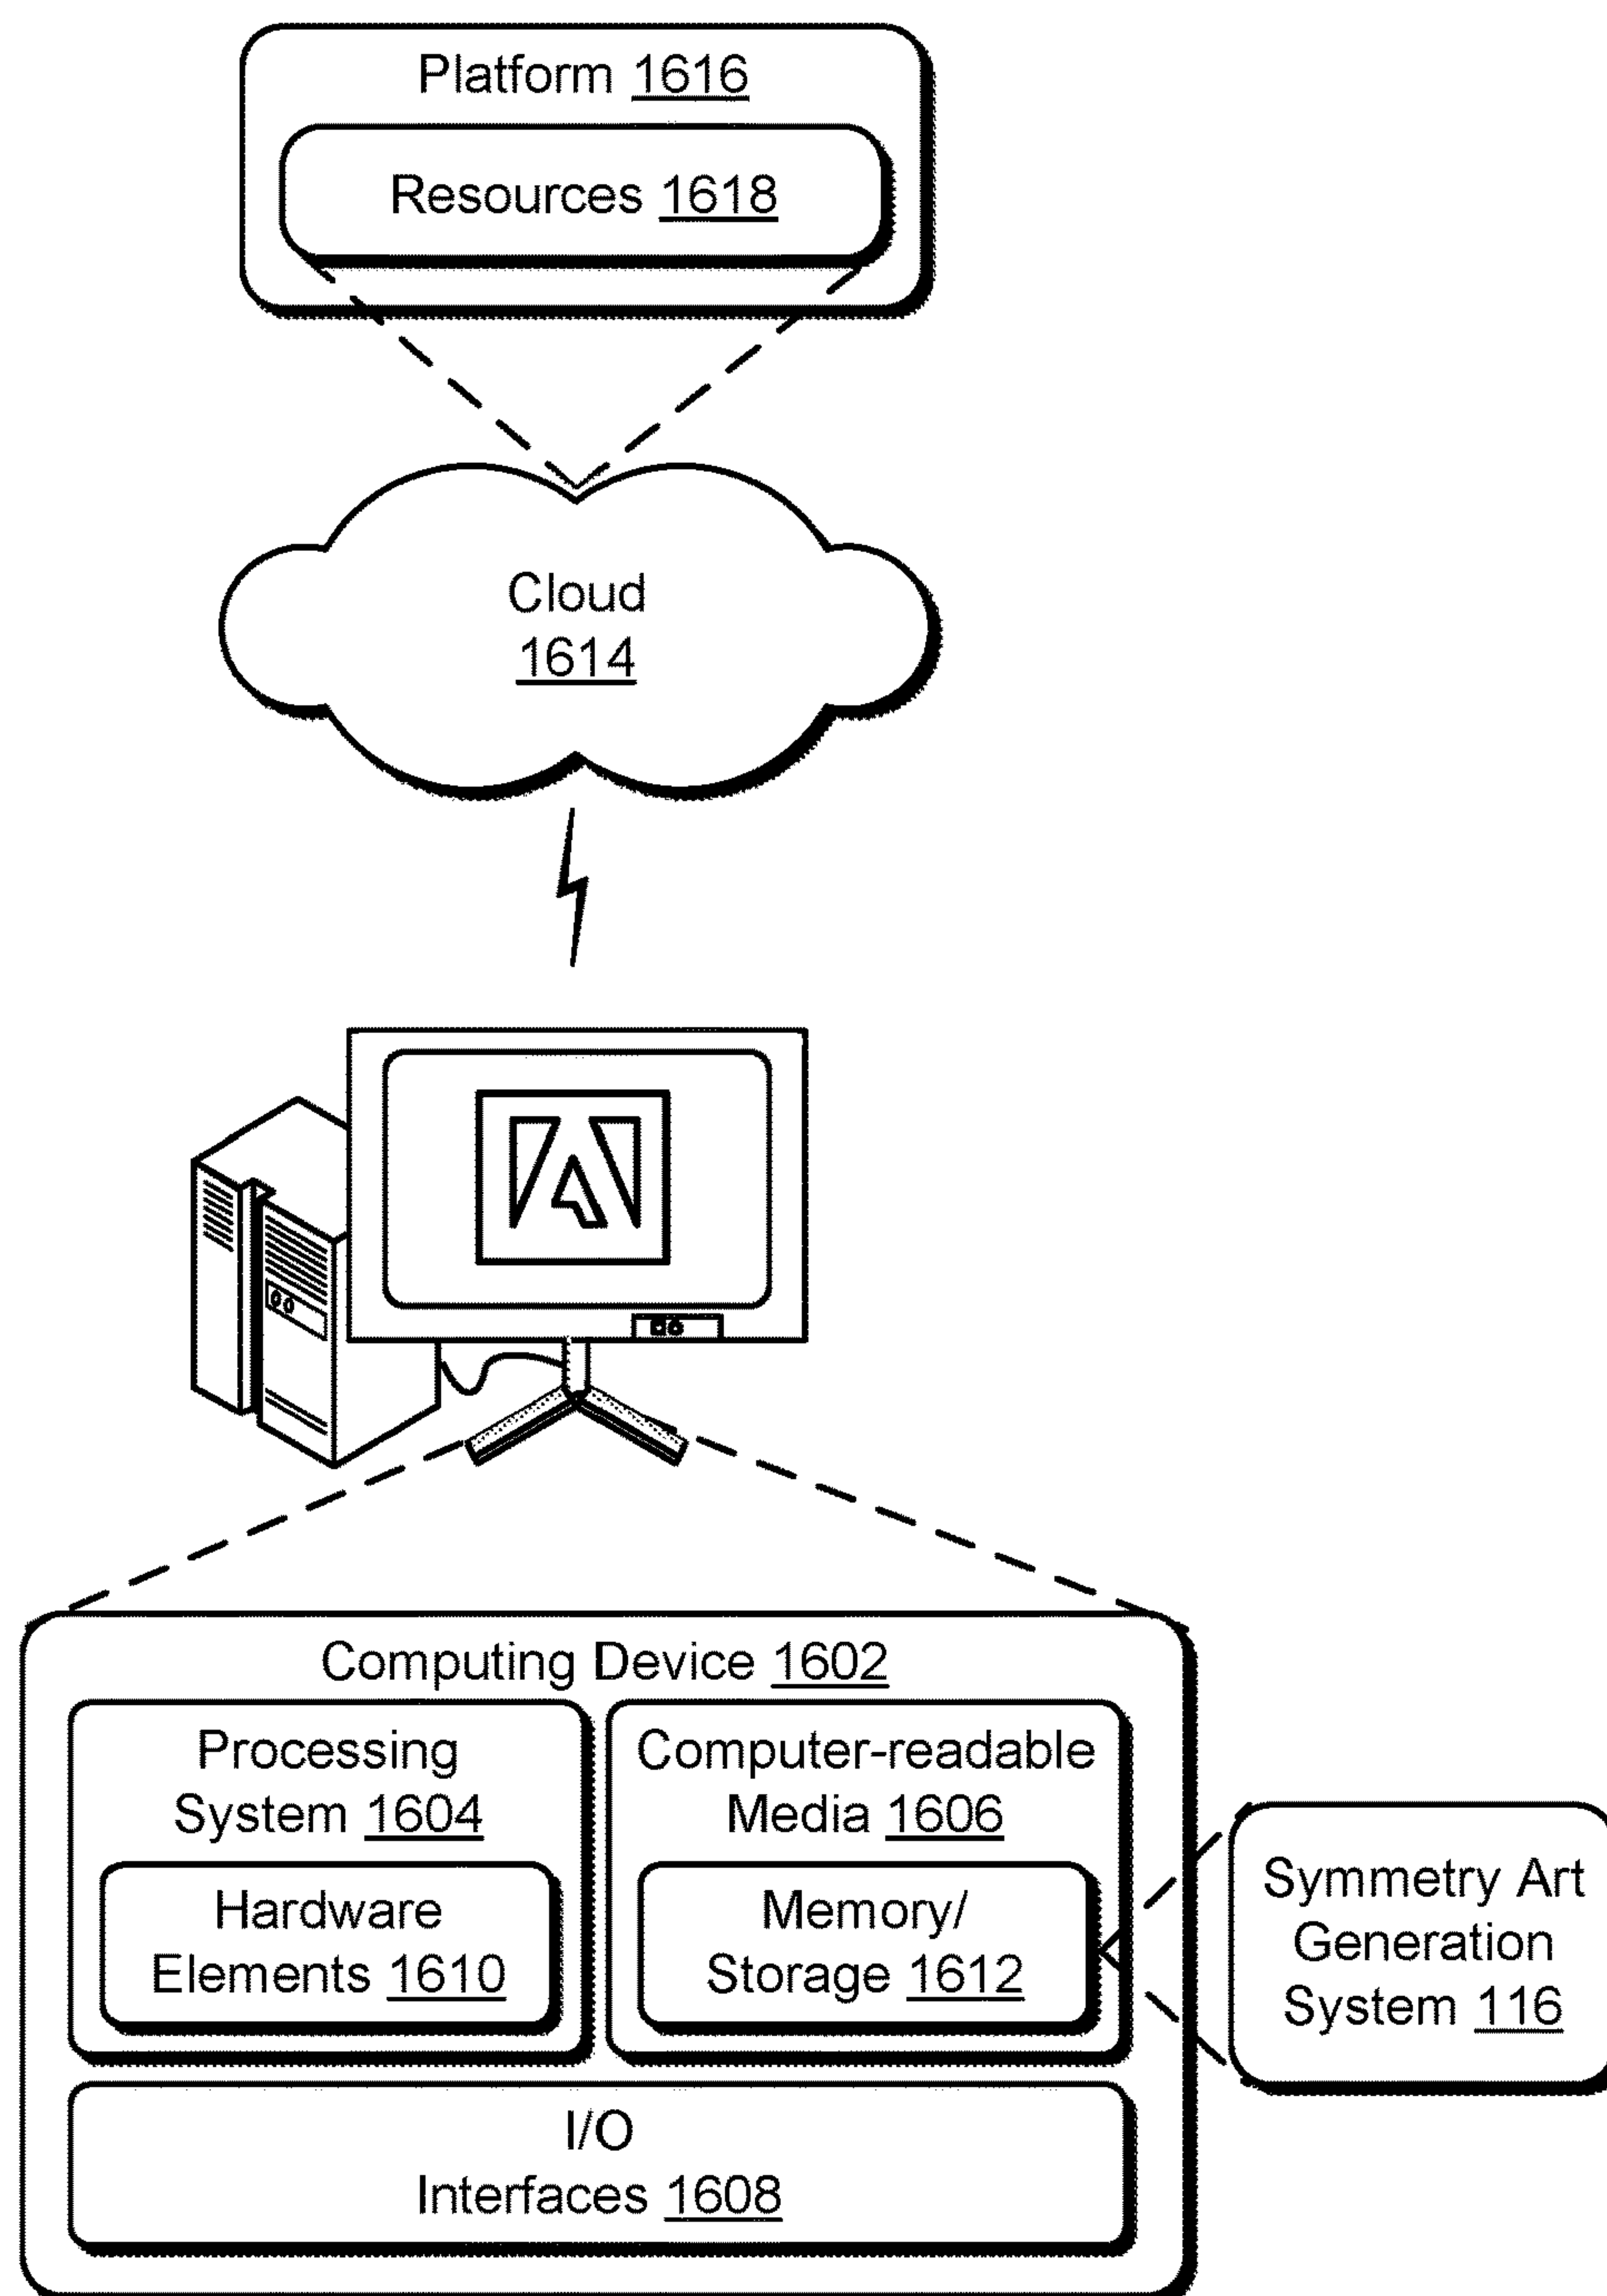 Platform 1616
Resources 1618
Cloud
1614
Computing Device 1602
Processing
System 1604
Hardware
Elements 1610
Computer-readable
Media 1606
Memory/
Storage 1612
Symmetry Art
Generation
System 116
I/O
Interfaces 1608